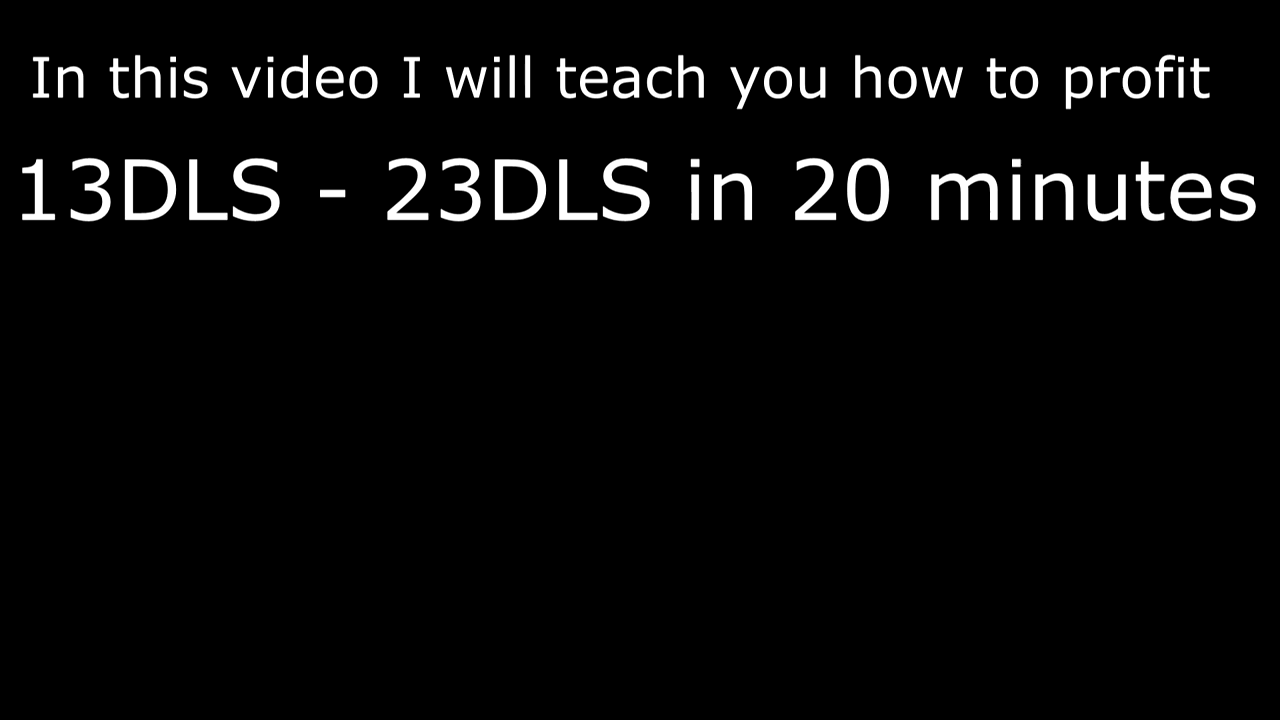 In this video I will teach you how to profit
13DLS - 23DLS in 20 minutes